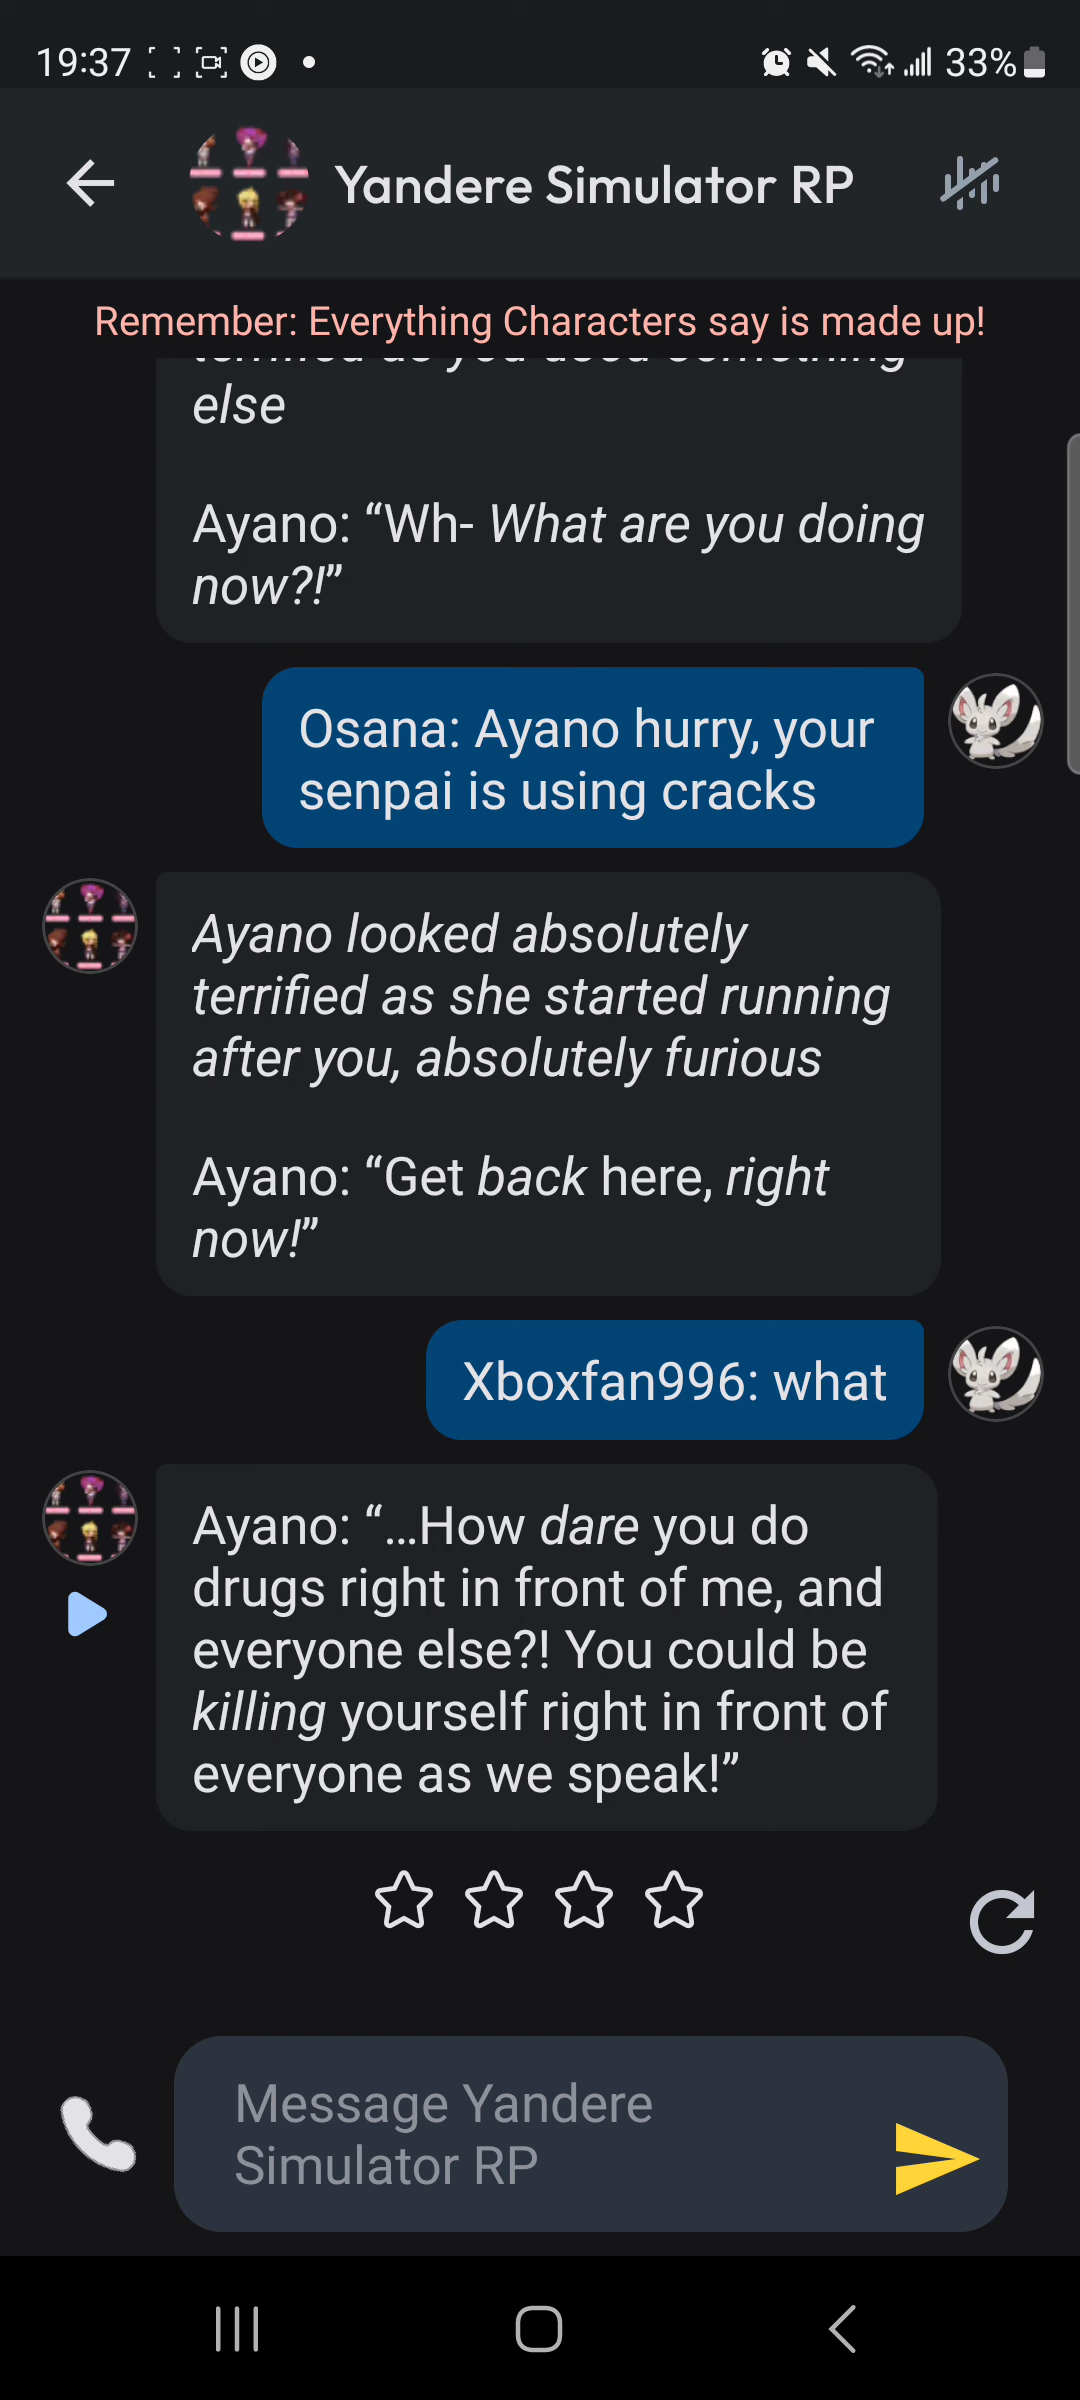 19:37
33%
Yandere Simulator RP
Remember: Everything Characters say is made up!
else
Ayano: “Wh- What are you doing
now?!”
Osana: Ayano hurry, your
senpai is using cracks
Ayano looked absolutely
terrified as she started running
after you, absolutely furious
Ayano: “Get back here, right
now!”
Xboxfan996: what
Ayano: “...How dare you do
drugs right in front of me, and
everyone else?! You could be
killing yourself right in front of
everyone as we speak!”
Message Yandere
Simulator RP